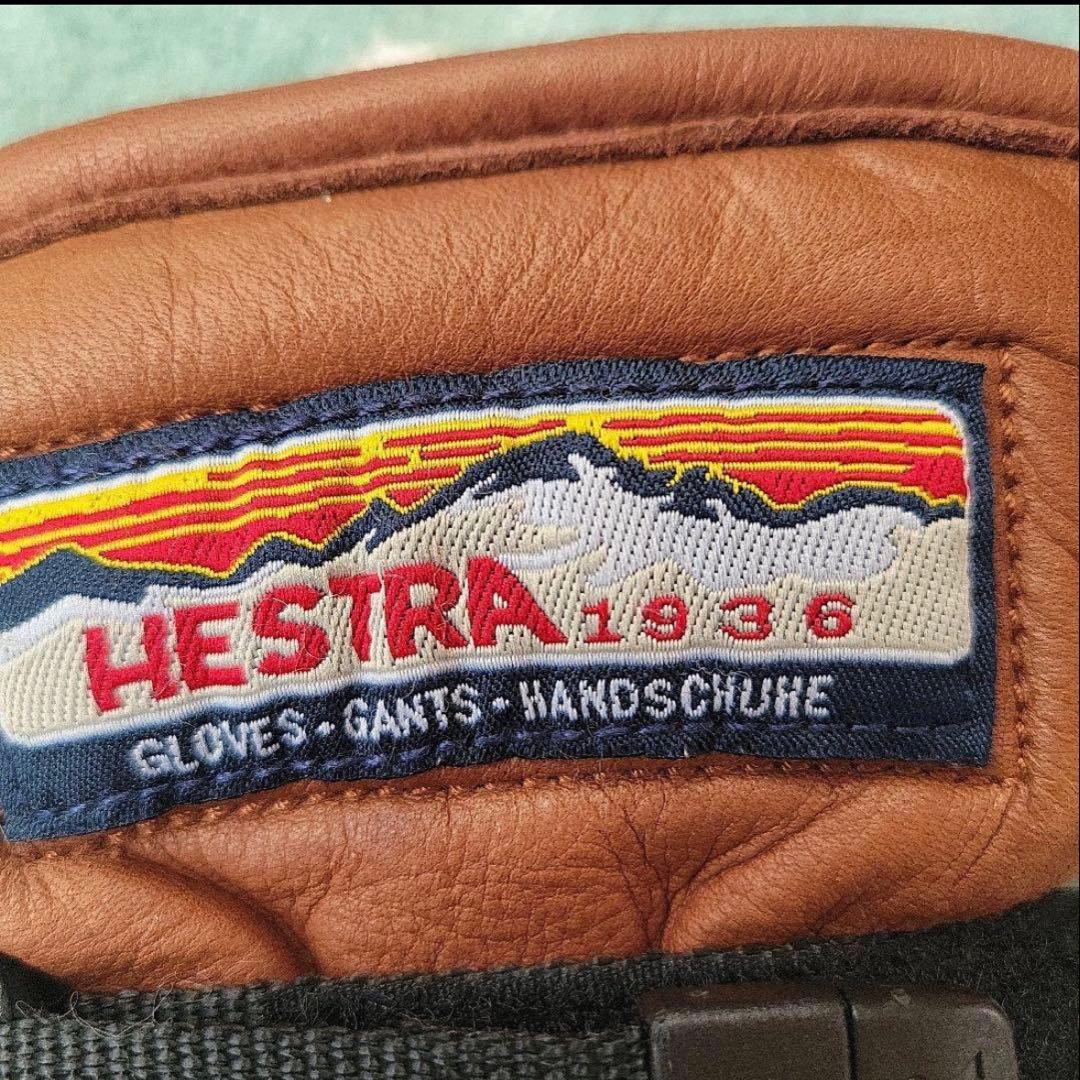 HESTRA 1936
GLOVES - GANTS - HANDSCHUHE